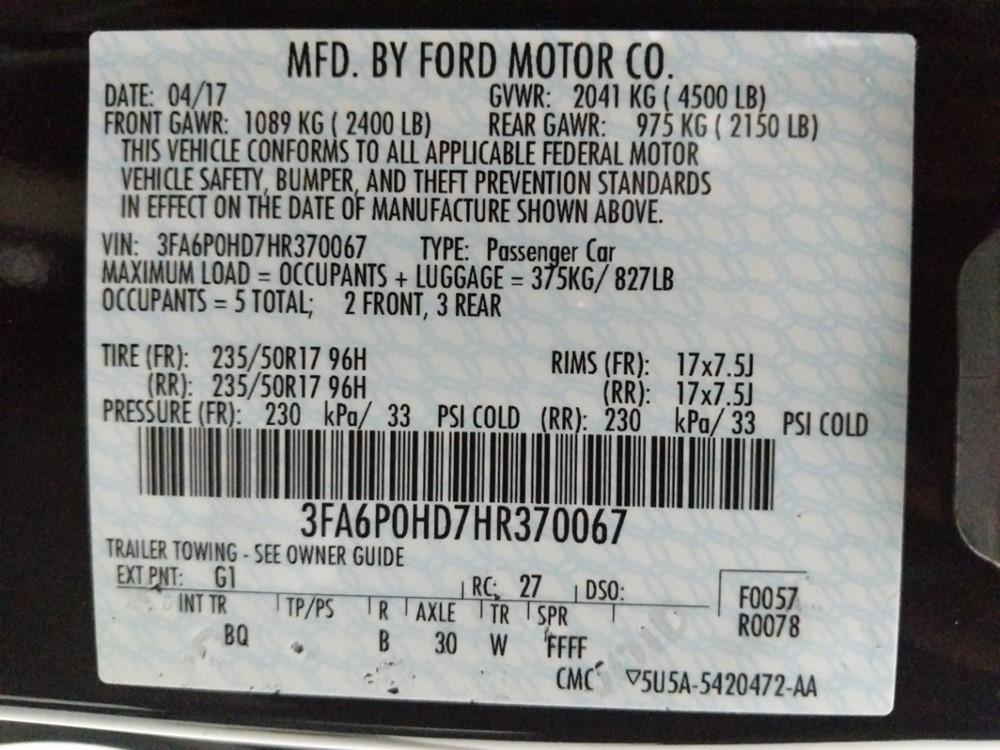 MFD. BY FORD MOTOR CO.
DATE: 04/17 GVWR: 2041 KG ( 4500 LB)
FRONT GAWR: 1089 KG ( 2400 LB) REAR GAWR: 975 KG ( 2150 LB)
THIS VEHICLE CONFORMS TO ALL APPLICABLE FEDERAL MOTOR
VEHICLE SAFETY, BUMPER, AND THEFT PREVENTION STANDARDS
IN EFFECT ON THE DATE OF MANUFACTURE SHOWN ABOVE.
VIN: 3FA6P0HD7HR370067 TYPE: Passenger Car
MAXIMUM LOAD = OCCUPANTS + LUGGAGE = 375KG/ 827LB
OCCUPANTS = 5 TOTAL; 2 FRONT, 3 REAR
TIRE (FR): 235/50R17 96H RIMS (FR): 17x7.5J
(RR): 235/50R17 96H (RR): 17x7.5J
PRESSURE (FR): 230 kPa/ 33 PSI COLD (RR): 230 kPa/ 33 PSI COLD
3FA6P0HD7HR370067
TRAILER TOWING - SEE OWNER GUIDE
EXT PNT: G1 RC: 27 DSO: F0057
INT TR TP/PS R AXLE TR SPR R0078
BQ B 30 W FFFF
CMC ▽5U5A-5420472-AA